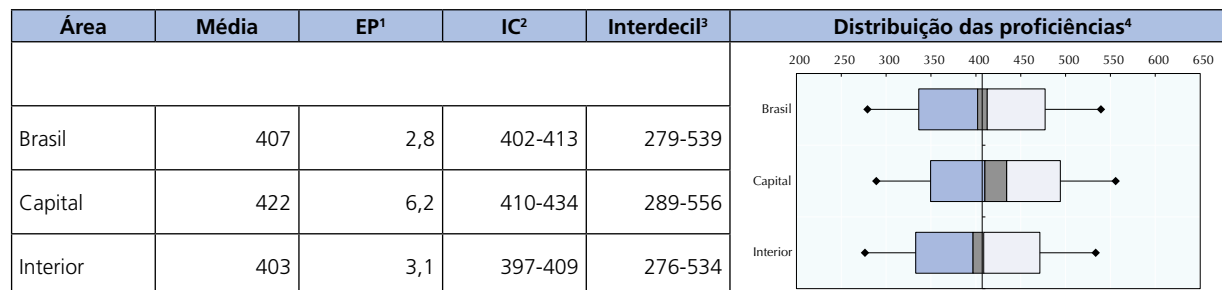 Área Média EP¹ IC² Interdecil³ Distribuição das proficiências⁴
200 250 300 350 400 450 500 550 600 650
Brasil 407 2,8 402-413 279-539 Brasil
Capital 422 6,2 410-434 289-556 Capital
Interior 403 3,1 397-409 276-534 Interior